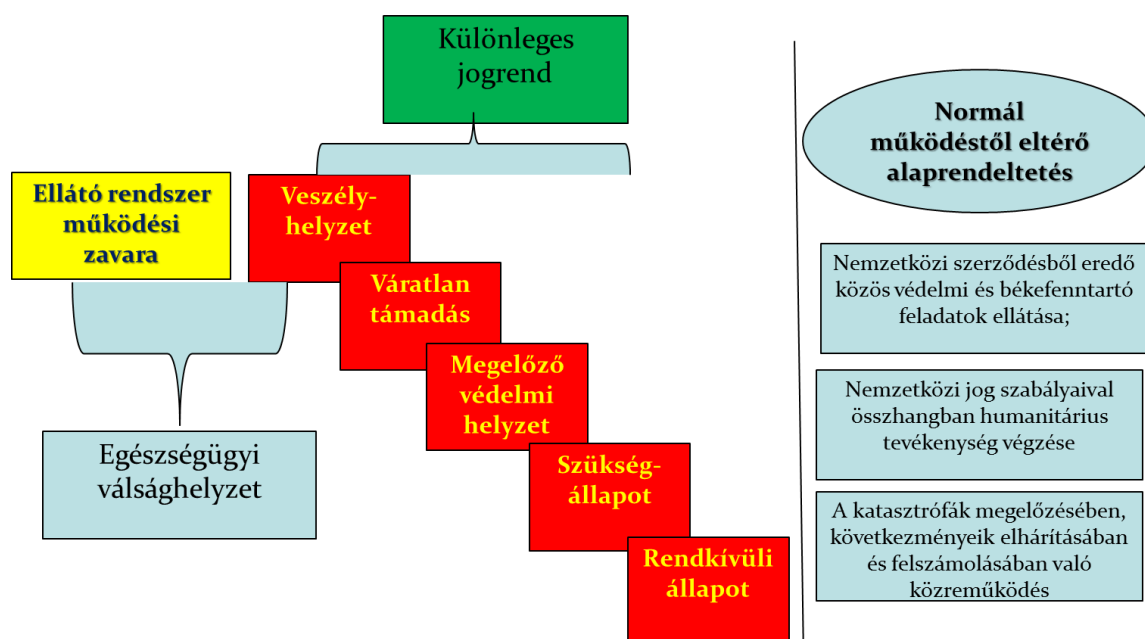 Különleges
jogrend
Ellátó rendszer
működési
zavara
Veszély-
helyzet
Váratlan
támadás
Megelőző
védelmi
helyzet
Szükség-
állapot
Rendkívüli
állapot
Egészségügyi
válsághelyzet
Normál
működéstől eltérő
alaprendeltetés
Nemzetközi szerződésből eredő
közös védelmi és békefenntartó
feladatok ellátása;
Nemzetközi jog szabályaival
összhangban humanitárius
tevékenység végzése
A katasztrófák megelőzésében,
következményeik elhárításában
és felszámolásában való
közreműködés